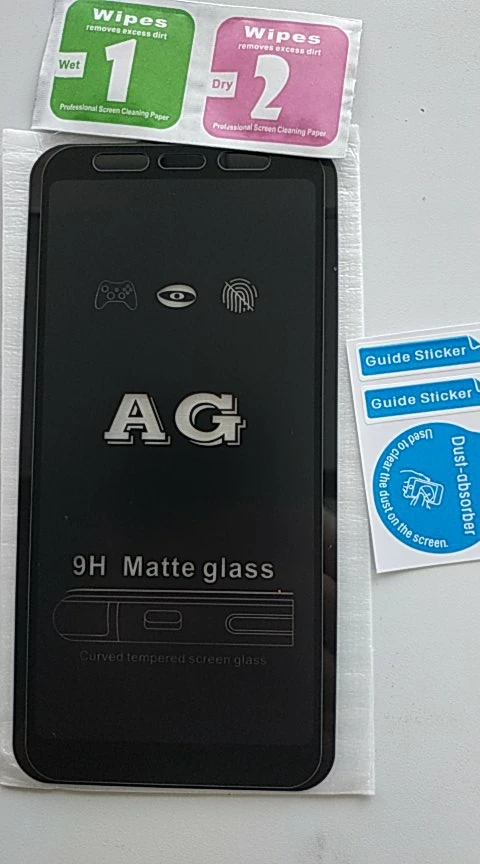 Wipes
removes excess dirt
Wet
1
Professional Screen Cleaning Paper
Wipes
removes excess dirt
Dry
2
Professional Screen Cleaning Paper
AG
9H Matte glass
Curved tempered screen glass
Guide Sticker
Guide Sticker
Dust-absorber
Used to clear the dust on the screen.